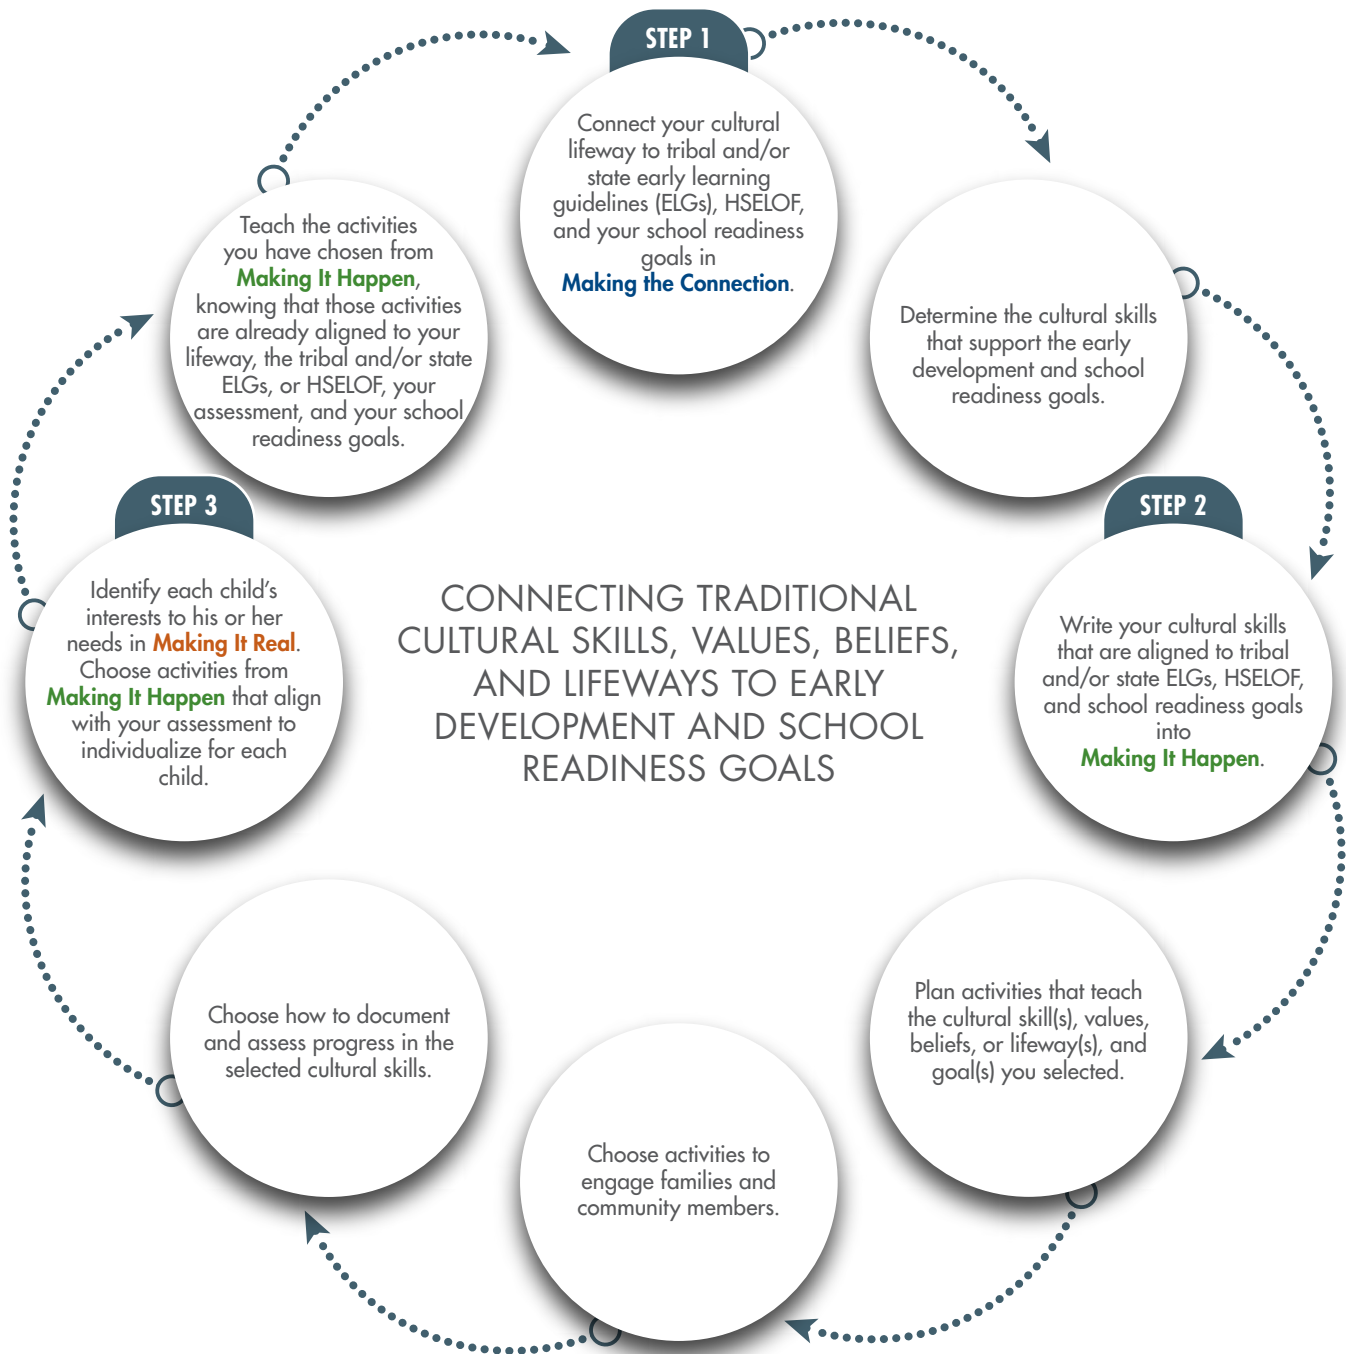 STEP 1
Connect your cultural
lifeway to tribal and/or
state early learning
guidelines (ELGs), HSELOF,
and your school readiness
goals in
Making the Connection.
Determine the cultural skills
that support the early
development and school
readiness goals.
STEP 2
Write your cultural skills
that are aligned to tribal
and/or state ELGs, HSELOF,
and school readiness goals
into
Making It Happen.
Plan activities that teach
the cultural skill(s), values,
beliefs, or lifeway(s), and
goal(s) you selected.
Choose activities to
engage families and
community members.
Choose how to document
and assess progress in the
selected cultural skills.
STEP 3
Identify each child’s
interests to his or her
needs in Making It Real.
Choose activities from
Making It Happen that align
with your assessment to
individualize for each
child.
Teach the activities
you have chosen from
Making It Happen,
knowing that those activities
are already aligned to your
lifeway, the tribal and/or state
ELGs, or HSELOF, your
assessment, and your school
readiness goals.
CONNECTING TRADITIONAL
CULTURAL SKILLS, VALUES, BELIEFS,
AND LIFEWAYS TO EARLY
DEVELOPMENT AND SCHOOL
READINESS GOALS